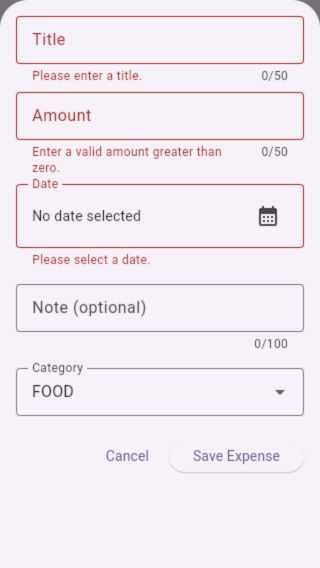 Title
Please enter a title. 0/50
Amount
Enter a valid amount greater than 0/50
zero.
Date
No date selected
Please select a date.
Note (optional)
0/100
Category
FOOD
Cancel Save Expense